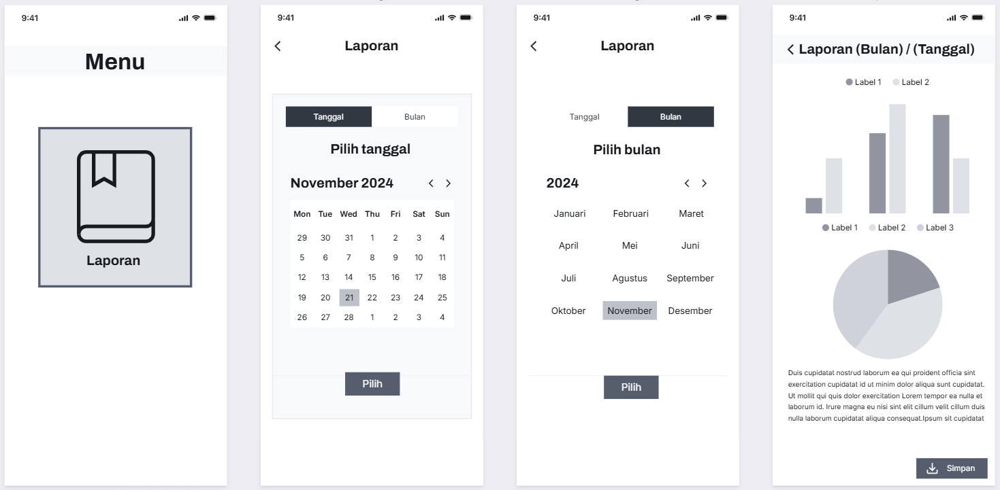 9:41
Menu
Laporan
9:41
Laporan
Tanggal Bulan
Pilih tanggal
November 2024
Mon Tue Wed Thu Fri Sat Sun
29 30 31 1 2 3 4
5 6 7 8 9 10 11
12 13 14 15 16 17 18
19 20 21 22 23 24 25
26 27 28 1 2 3 4
Pilih
9:41
Laporan
Tanggal Bulan
Pilih bulan
2024
Januari Februari Maret
April Mei Juni
Juli Agustus September
Oktober November Desember
Pilih
9:41
Laporan (Bulan) / (Tanggal)
Label 1 Label 2
Label 1 Label 2 Label 3
Duis cupidatat nostrud laborum ea qui proident officia sint
exercitation cupidatat id ut minim dolor aliqua sunt cupidatat.
Ut mollit qui quis dolor exercitation Lorem tempor ea nulla et
laborum id. Irure magna eu nisi sint elit cillum velit cillum duis
nulla laborum cupidatat aliqua consequat.Ipsum sit cupidatat
Simpan